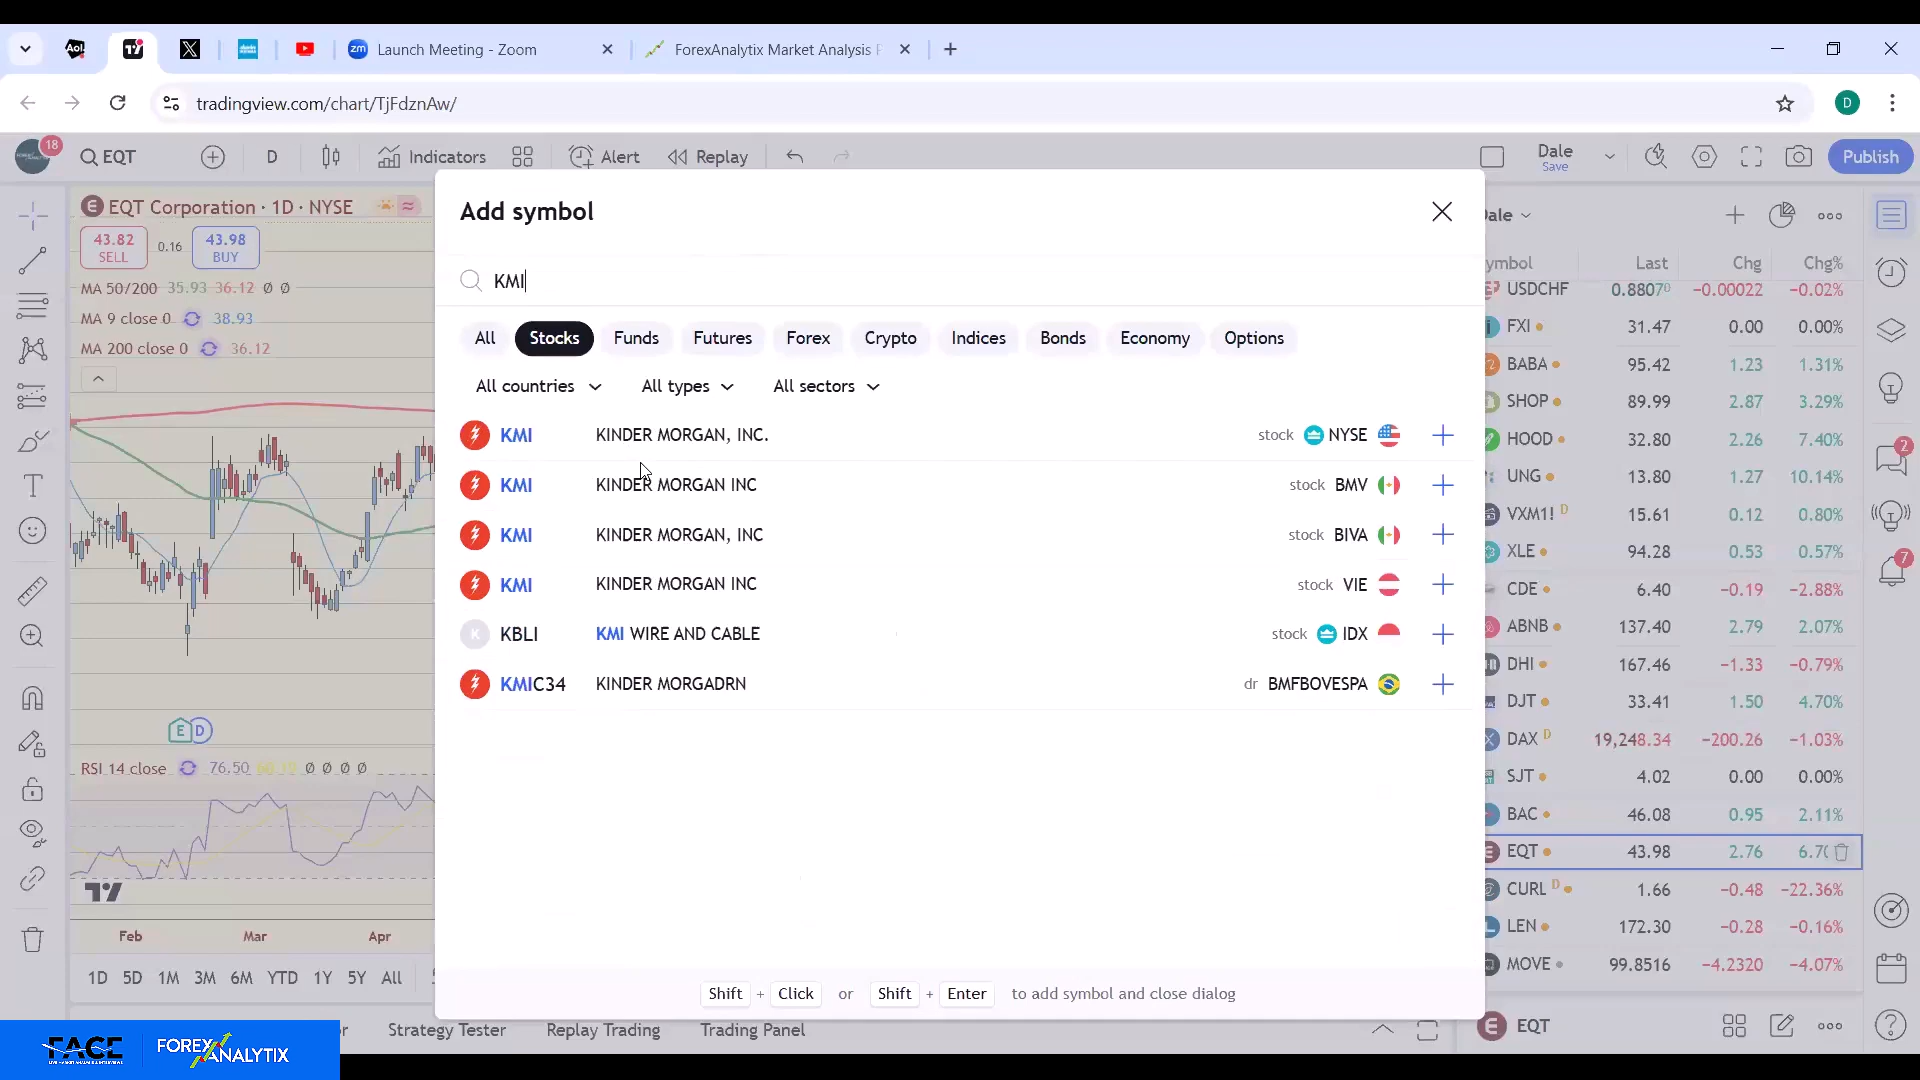 Aol.
zm Launch Meeting - Zoom
ForexAnalytix Market Analysis
tradingview.com/chart/TjFdznAw/
D
18
EQT
D
Indicators
Alert
Replay
Dale
Save
Publish
EQT Corporation · 1D · NYSE
43.82
SELL
0.16
43.98
BUY
MA 50/200 35.93 36.12 Ø Ø
MA 9 close 0 38.93
MA 200 close 0 36.12
E D
RSI 14 close 76.50 Ø Ø Ø Ø
Feb Mar Apr
1D 5D 1M 3M 6M YTD 1Y 5Y All
Add symbol
KMI
All Stocks Funds Futures Forex Crypto Indices Bonds Economy Options
All countries All types All sectors
KMI KINDER MORGAN, INC. stock NYSE
KMI KINDER MORGAN INC stock BMV
KMI KINDER MORGAN, INC stock BIVA
KMI KINDER MORGAN INC stock VIE
K KBLI KMI WIRE AND CABLE stock IDX
KMIC34 KINDER MORGADRN dr BMFBOVESPA
Shift + Click or Shift + Enter to add symbol and close dialog
Dale
ymbol Last Chg Chg%
USDCHF 0.8807⁰ −0.00022 −0.02%
FXI 31.47 0.00 0.00%
BABA 95.42 1.23 1.31%
SHOP 89.99 2.87 3.29%
HOOD 32.80 2.26 7.40%
UNG 13.80 1.27 10.14%
VXM1! D 15.61 0.12 0.80%
XLE 94.28 0.53 0.57%
CDE 6.40 −0.19 −2.88%
ABNB 137.40 2.79 2.07%
DHI 167.46 −1.33 −0.79%
DJT 33.41 1.50 4.70%
DAX D 19,248.34 −200.26 −1.03%
SJT 4.02 0.00 0.00%
BAC 46.08 0.95 2.11%
EQT 43.98 2.76 6.70
CURL D 1.66 −0.48 −22.36%
LEN 172.30 −0.28 −0.16%
MOVE 99.8516 −4.2320 −4.07%
2
7
Strategy Tester Replay Trading Trading Panel
EQT
FACE
FOREX ANALYTIX